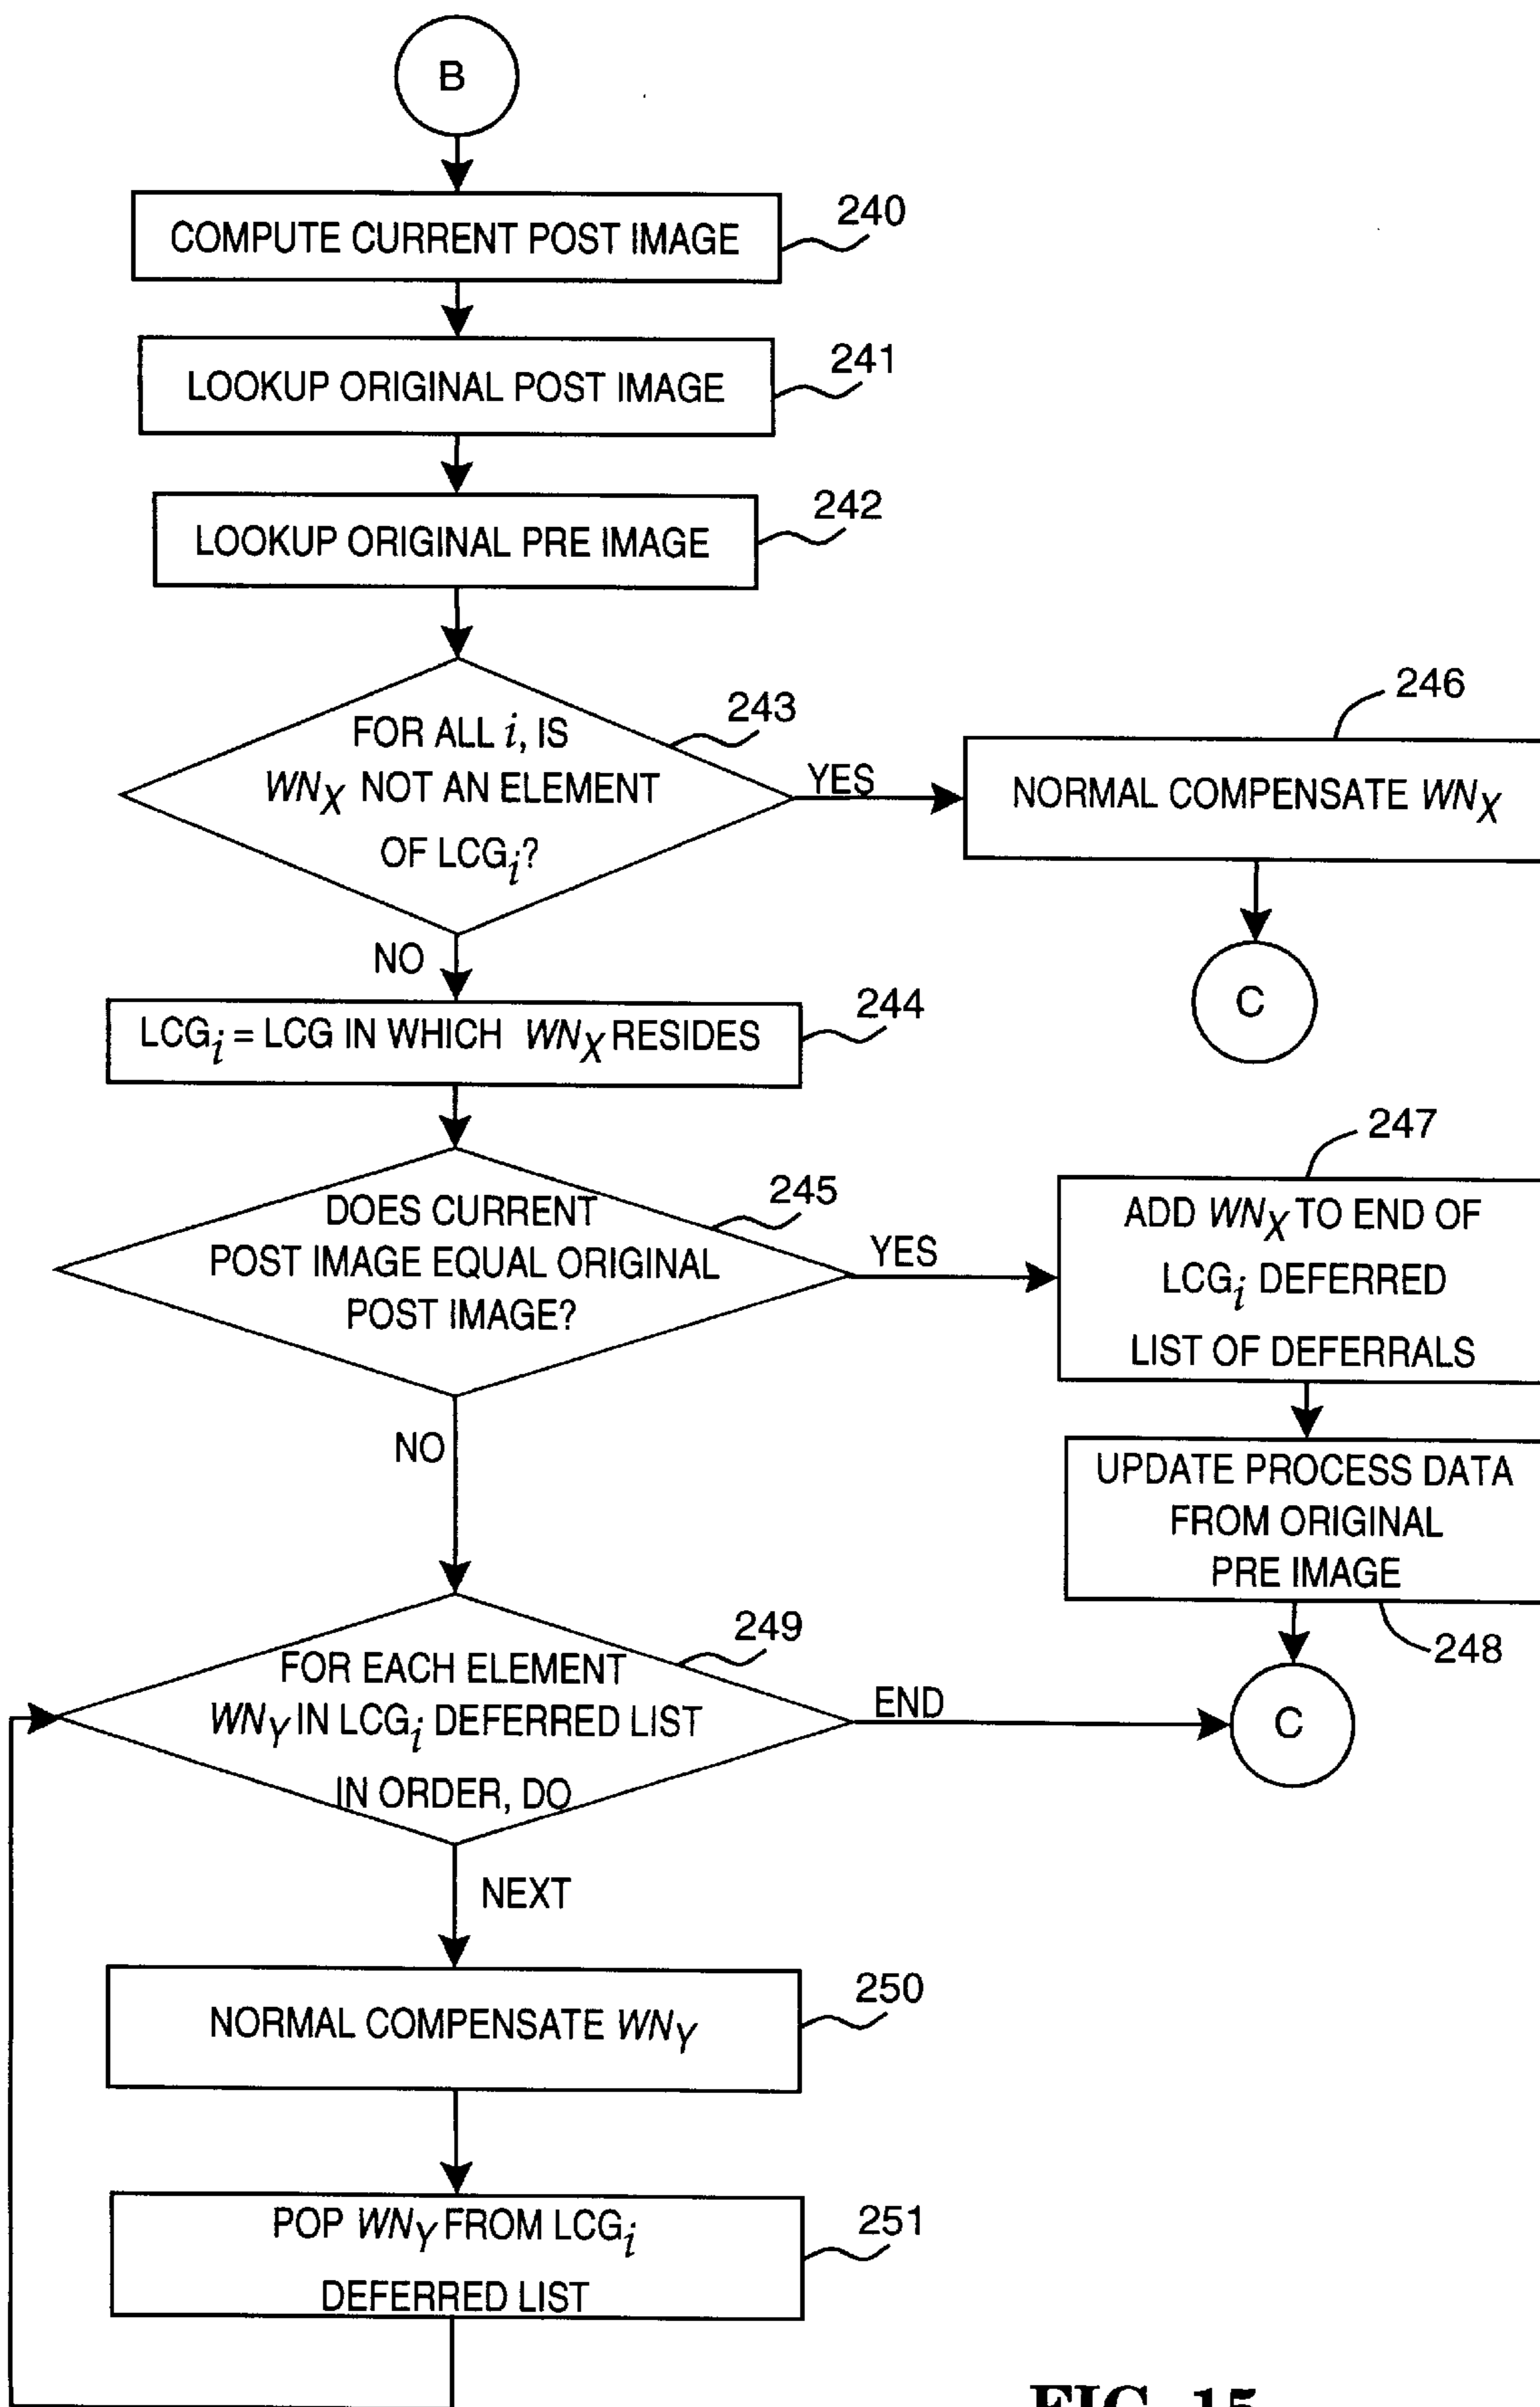 B
COMPUTE CURRENT POST IMAGE
240
LOOKUP ORIGINAL POST IMAGE
241
LOOKUP ORIGINAL PRE IMAGE
242
FOR ALL i, IS
WNX NOT AN ELEMENT
OF LCGi?
243
YES
NORMAL COMPENSATE WNX
246
C
NO
LCGi = LCG IN WHICH WNX RESIDES
244
DOES CURRENT
POST IMAGE EQUAL ORIGINAL
POST IMAGE?
245
YES
247
ADD WNX TO END OF
LCGi DEFERRED
LIST OF DEFERRALS
UPDATE PROCESS DATA
FROM ORIGINAL
PRE IMAGE
248
NO
FOR EACH ELEMENT
WNY IN LCGi DEFERRED LIST
IN ORDER, DO
249
END
C
NEXT
NORMAL COMPENSATE WNY
250
POP WNY FROM LCGi
DEFERRED LIST
251
FIG. 15